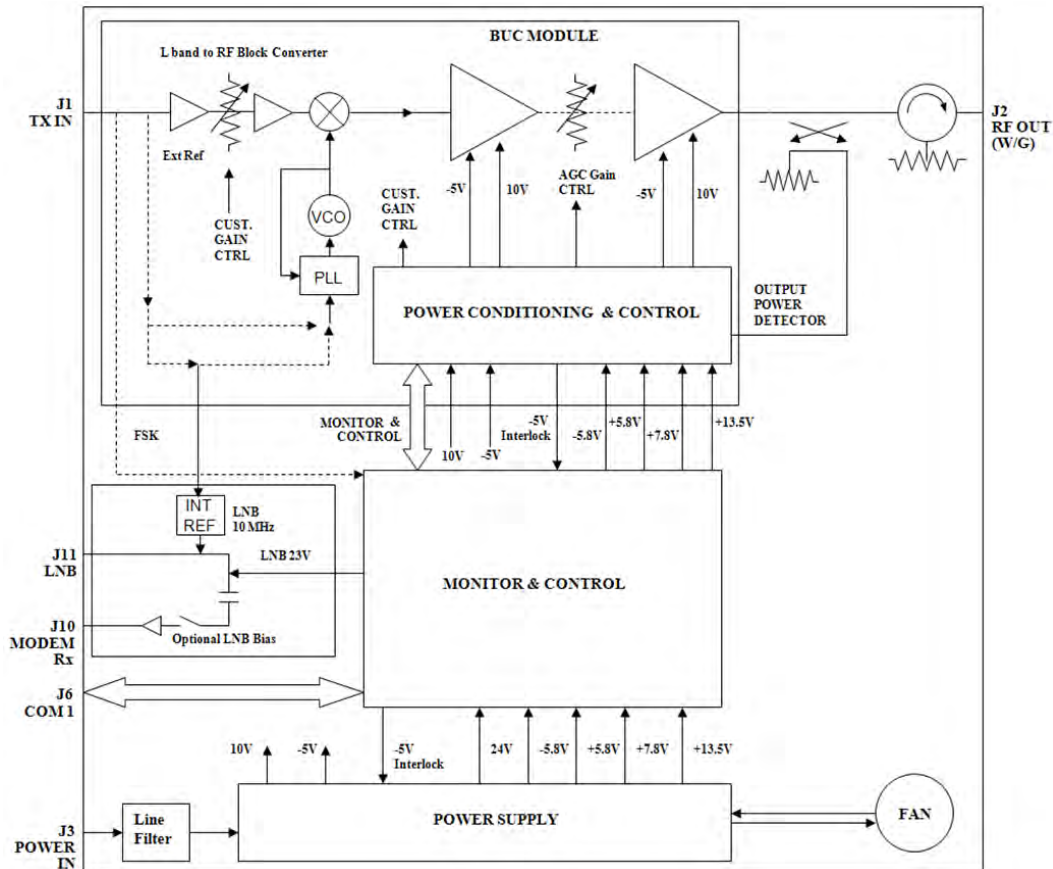 BUC MODULE
L band to RF Block Converter
J1
TX IN
J2
RF OUT
(W/G)
Ext Ref
-5V
10V
AGC Gain
CTRL
-5V
10V
CUST.
GAIN
CTRL
CUST.
GAIN
CTRL
VCO
PLL
POWER CONDITIONING & CONTROL
OUTPUT
POWER
DETECTOR
FSK
MONITOR &
CONTROL
10V
-5V
-5V
Interlock
-5.8V
+5.8V
+7.8V
+13.5V
INT
REF
LNB
10 MHz
J11
LNB
LNB 23V
MONITOR & CONTROL
J10
MODEM
Rx
Optional LNB Bias
J6
COM 1
10V
-5V
-5V
Interlock
24V
-5.8V
+5.8V
+7.8V
+13.5V
J3
POWER
IN
Line
Filter
POWER SUPPLY
FAN